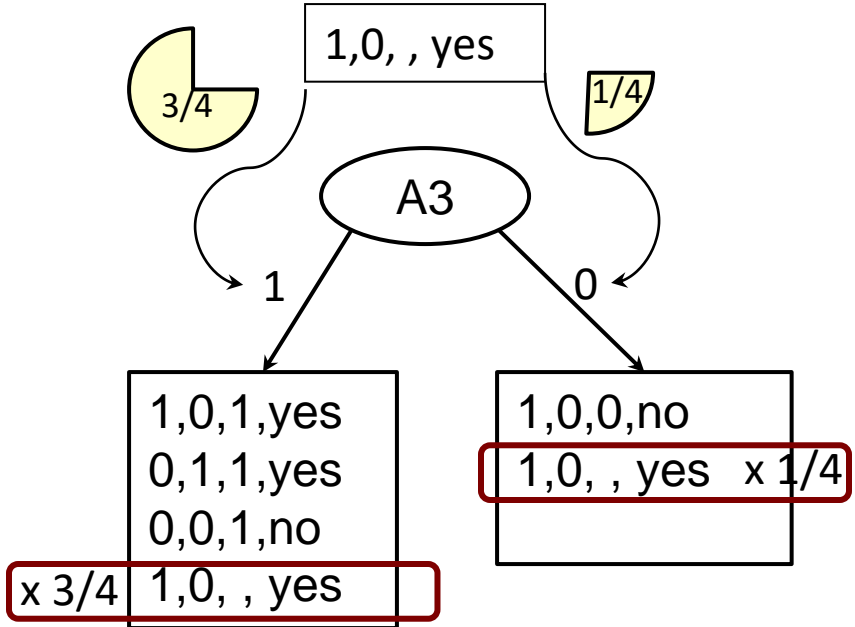 1,0, , yes
3/4
1/4
A3
1
0
1,0,1,yes
0,1,1,yes
0,0,1,no
x 3/4 1,0, , yes
1,0,0,no
1,0, , yes x 1/4